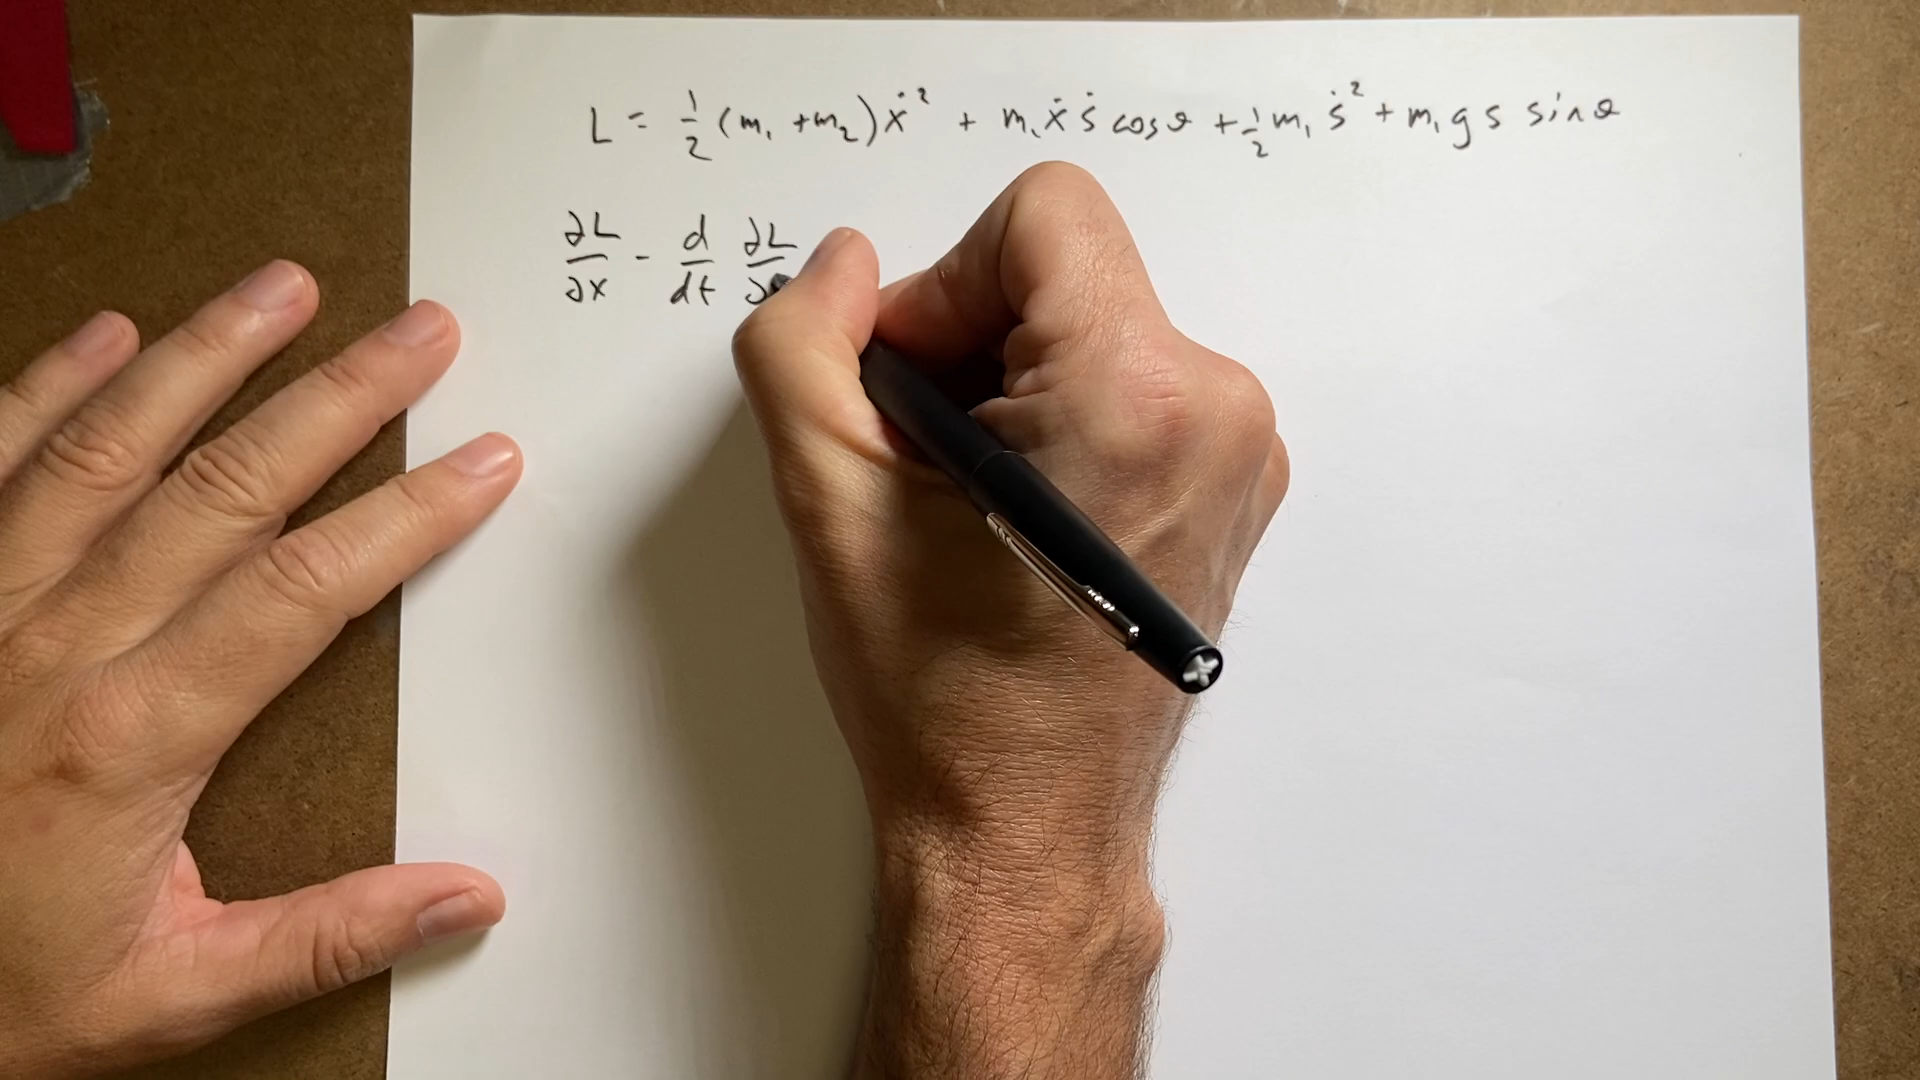 L = 1/2 (m₁ + m₂) ẋ² + m₁ ẋ ṡ cos θ + 1/2 m₁ ṡ² + m₁ g s sin θ
∂L/∂x - d/dt ∂L/∂